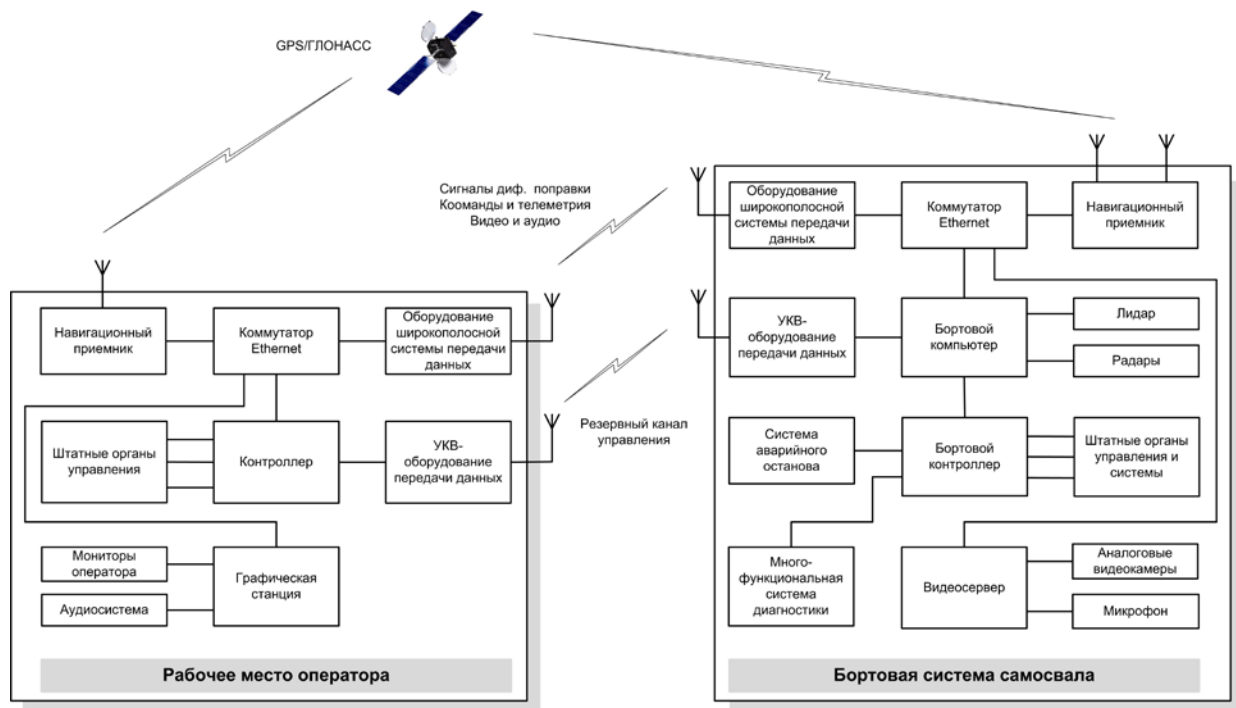 GPS/ГЛОНАСС
Сигналы диф. поправки
Кооманды и телеметрия
Видео и аудио
Резервный канал
управления
Навигационный
приемник
Коммутатор
Ethernet
Оборудование
широкополосной
системы передачи
данных
Штатные органы
управления
Контроллер
УКВ-
оборудование
передачи данных
Мониторы
оператора
Аудиосистема
Графическая
станция
Рабочее место оператора
Оборудование
широкополосной
системы передачи
данных
Коммутатор
Ethernet
Навигационный
приемник
УКВ-
оборудование
передачи данных
Бортовой
компьютер
Лидар
Радары
Система
аварийного
останова
Бортовой
контроллер
Штатные органы
управления и
системы
Много-
функциональная
система
диагностики
Видеосервер
Аналоговые
видеокамеры
Микрофон
Бортовая система самосвала